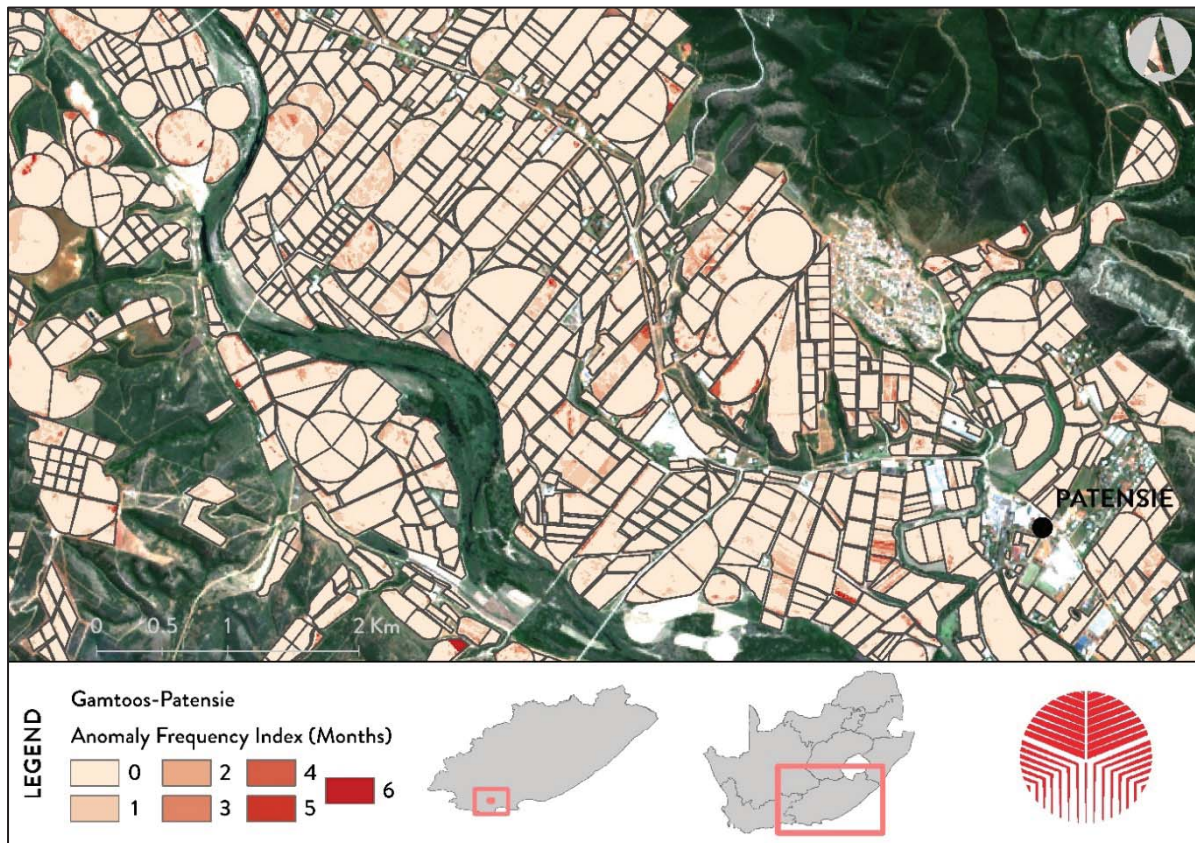 PATENSIE
0 0.5 1 2 Km
LEGEND
Gamtoos-Patensie
Anomaly Frequency Index (Months)
0 2 4 6
1 3 5